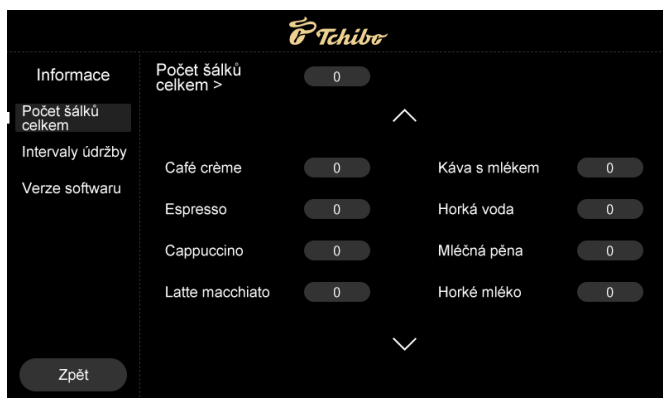 Tchibo
Informace
Počet šálků
celkem
Intervaly údržby
Verze softwaru
Zpět
Počet šálků
celkem > 0
Café crème 0 Káva s mlékem 0
Espresso 0 Horká voda 0
Cappuccino 0 Mléčná pěna 0
Latte macchiato 0 Horké mléko 0